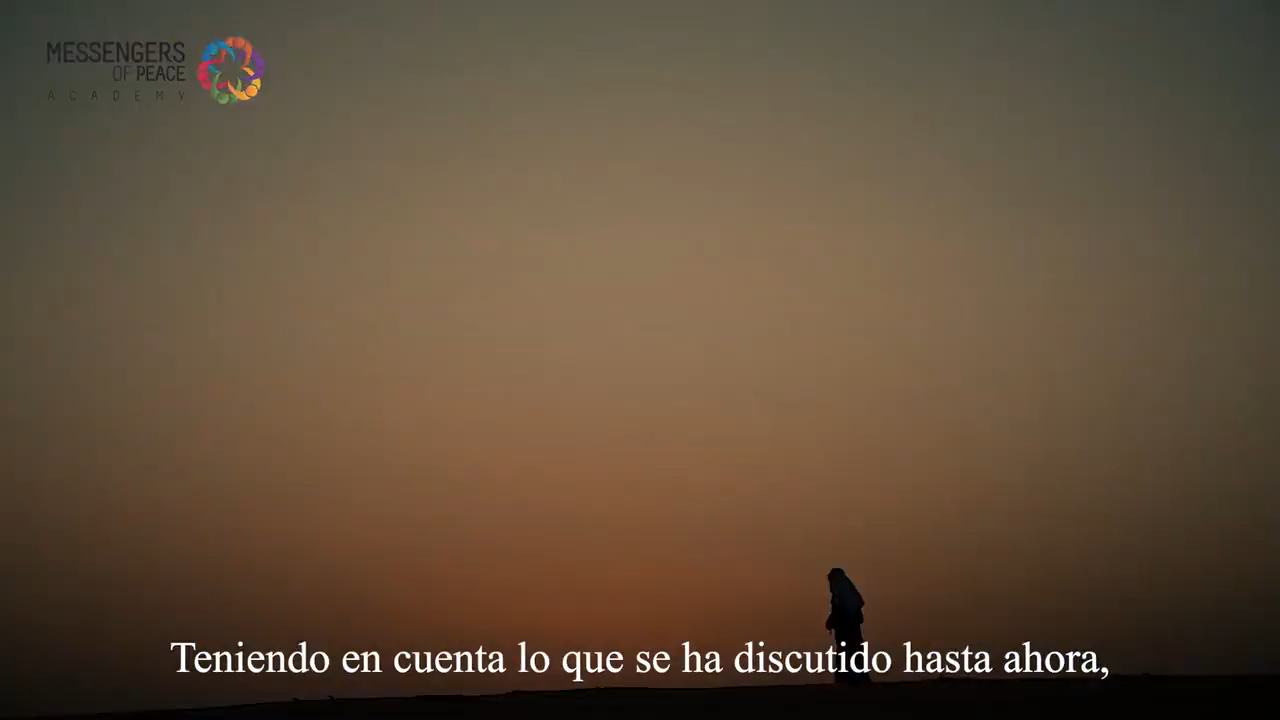 MESSENGERS
OF PEACE
ACADEMY
Teniendo en cuenta lo que se ha discutido hasta ahora,